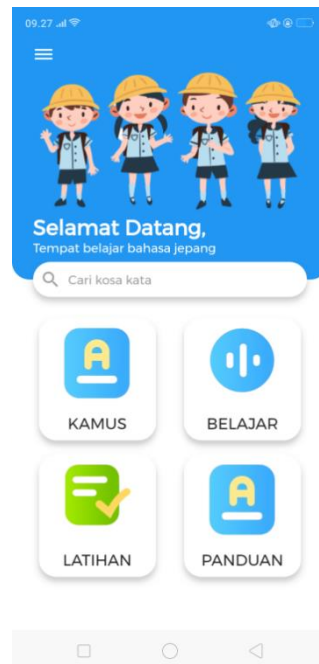 09.27
Selamat Datang,
Tempat belajar bahasa jepang
Cari kosa kata
A
KAMUS
BELAJAR
LATIHAN
A
PANDUAN